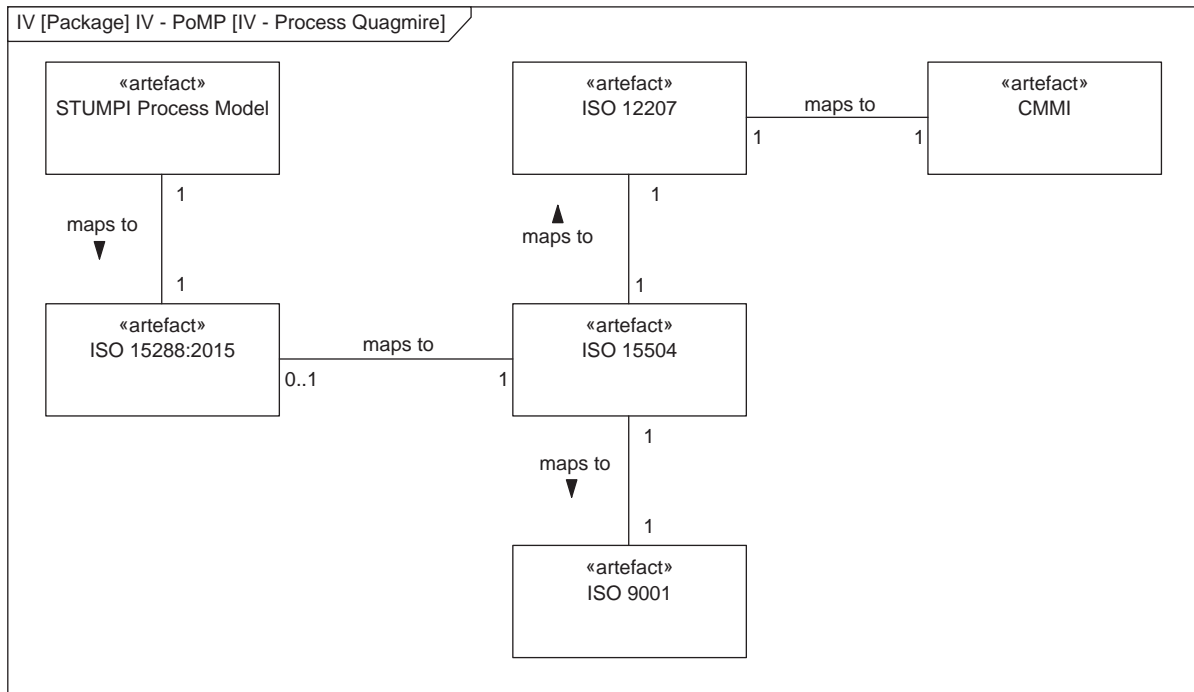 IV [Package] IV - PoMP [IV - Process Quagmire]
«artefact»
STUMPI Process Model
«artefact»
ISO 12207
maps to
1
1
«artefact»
CMMI
1
maps to
1
1
maps to
1
«artefact»
ISO 15288:2015
maps to
0..1
1
«artefact»
ISO 15504
1
maps to
1
«artefact»
ISO 9001